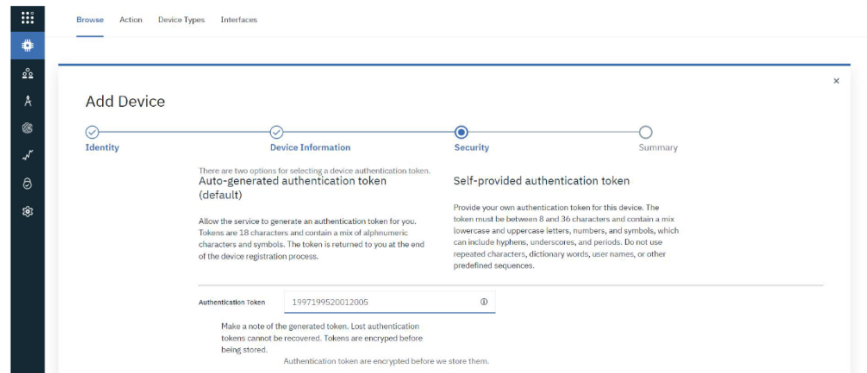 Browse Action Device Types Interfaces
Add Device
Identity Device Information Security Summary
There are two options for selecting a device authentication token.
Auto-generated authentication token
(default)
Allow the service to generate an authentication token for you.
Tokens are 18 characters and contain a mix of alphnumeric
characters and symbols. The token is returned to you at the end
of the device registration process.
Self-provided authentication token
Provide your own authentication token for this device. The
token must be between 8 and 36 characters and contain a mix
lowercase and uppercase letters, numbers, and symbols, which
can include hyphens, underscores, and periods. Do not use
repeated characters, dictionary words, user names, or other
predefined sequences.
Authentication Token 1997199520012005
Make a note of the generated token. Lost authentication
tokens cannot be recovered. Tokens are encryped before
being stored.
Authentication token are encrypted before we store them.